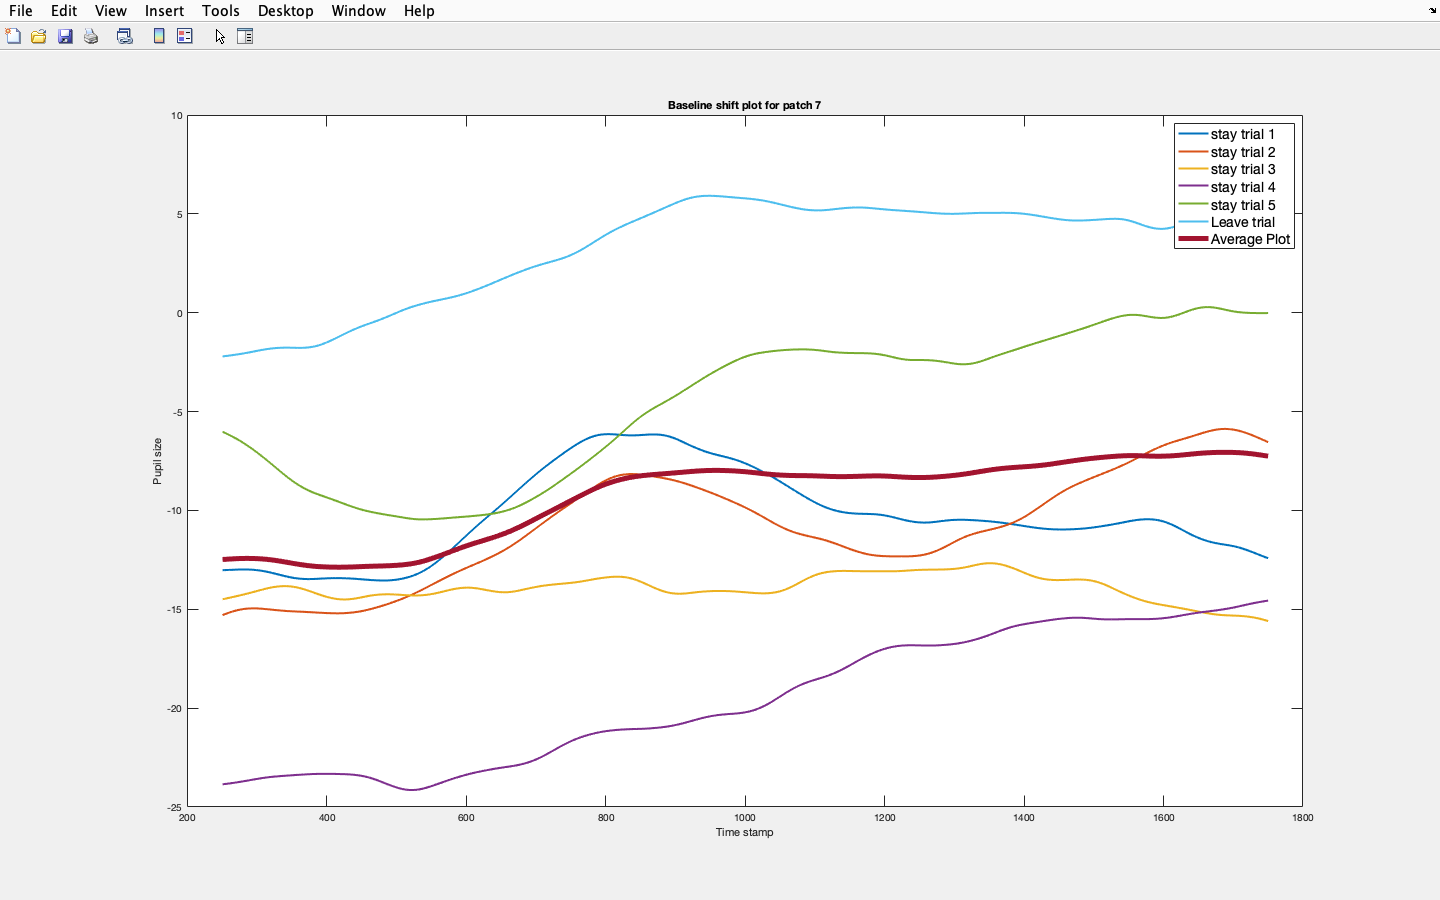 File Edit View Insert Tools Desktop Window Help
Baseline shift plot for patch 7
10
5
0
-5
-10
-15
-20
-25
Pupil size
200 400 600 800 1000 1200 1400 1600 1800
Time stamp
stay trial 1
stay trial 2
stay trial 3
stay trial 4
stay trial 5
Leave trial
Average Plot